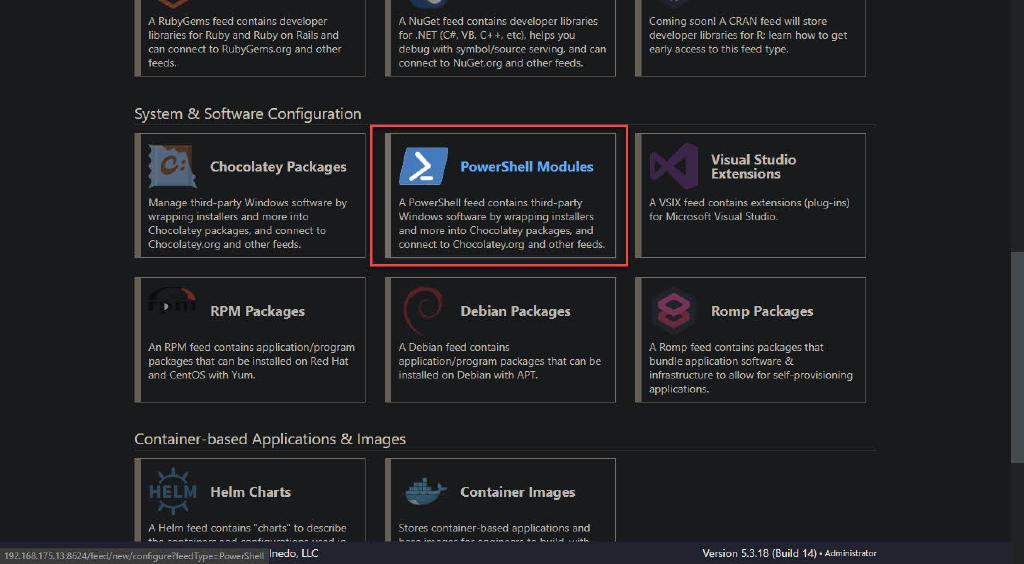 A RubyGems feed contains developer
libraries for Ruby and Ruby on Rails and
can connect to RubyGems.org and other
feeds.
A NuGet feed contains developer libraries
for .NET (C#, VB, C++, etc), helps you
debug with symbol/source serving, and can
connect to NuGet.org and other feeds.
Coming soon! A CRAN feed will store
developer libraries for R; learn how to get
early access to this feed type.
System & Software Configuration
Chocolatey Packages
Manage third-party Windows software by
wrapping installers and more into
Chocolatey packages, and connect to
Chocolatey.org and other feeds.
PowerShell Modules
A PowerShell feed contains third-party
Windows software by wrapping installers
and more into Chocolatey packages, and
connect to Chocolatey.org and other feeds.
Visual Studio
Extensions
A VSIX feed contains extensions (plug-ins)
for Microsoft Visual Studio.
rpm
RPM Packages
An RPM feed contains application/program
packages that can be installed on Red Hat
and CentOS with Yum.
Debian Packages
A Debian feed contains
application/program packages that can be
installed on Debian with APT.
Romp Packages
A Romp feed contains packages that
bundle application software &
infrastructure to allow for self-provisioning
applications.
Container-based Applications & Images
HELM
Helm Charts
A Helm feed contains "charts" to describe
the containers and configurations used in
Container Images
Stores container-based applications and
base images for engineers to build, with
192.168.175.13:8624/feed/new/configure?feedType=PowerShell
Inedo, LLC
Version 5.3.18 (Build 14) • Administrator